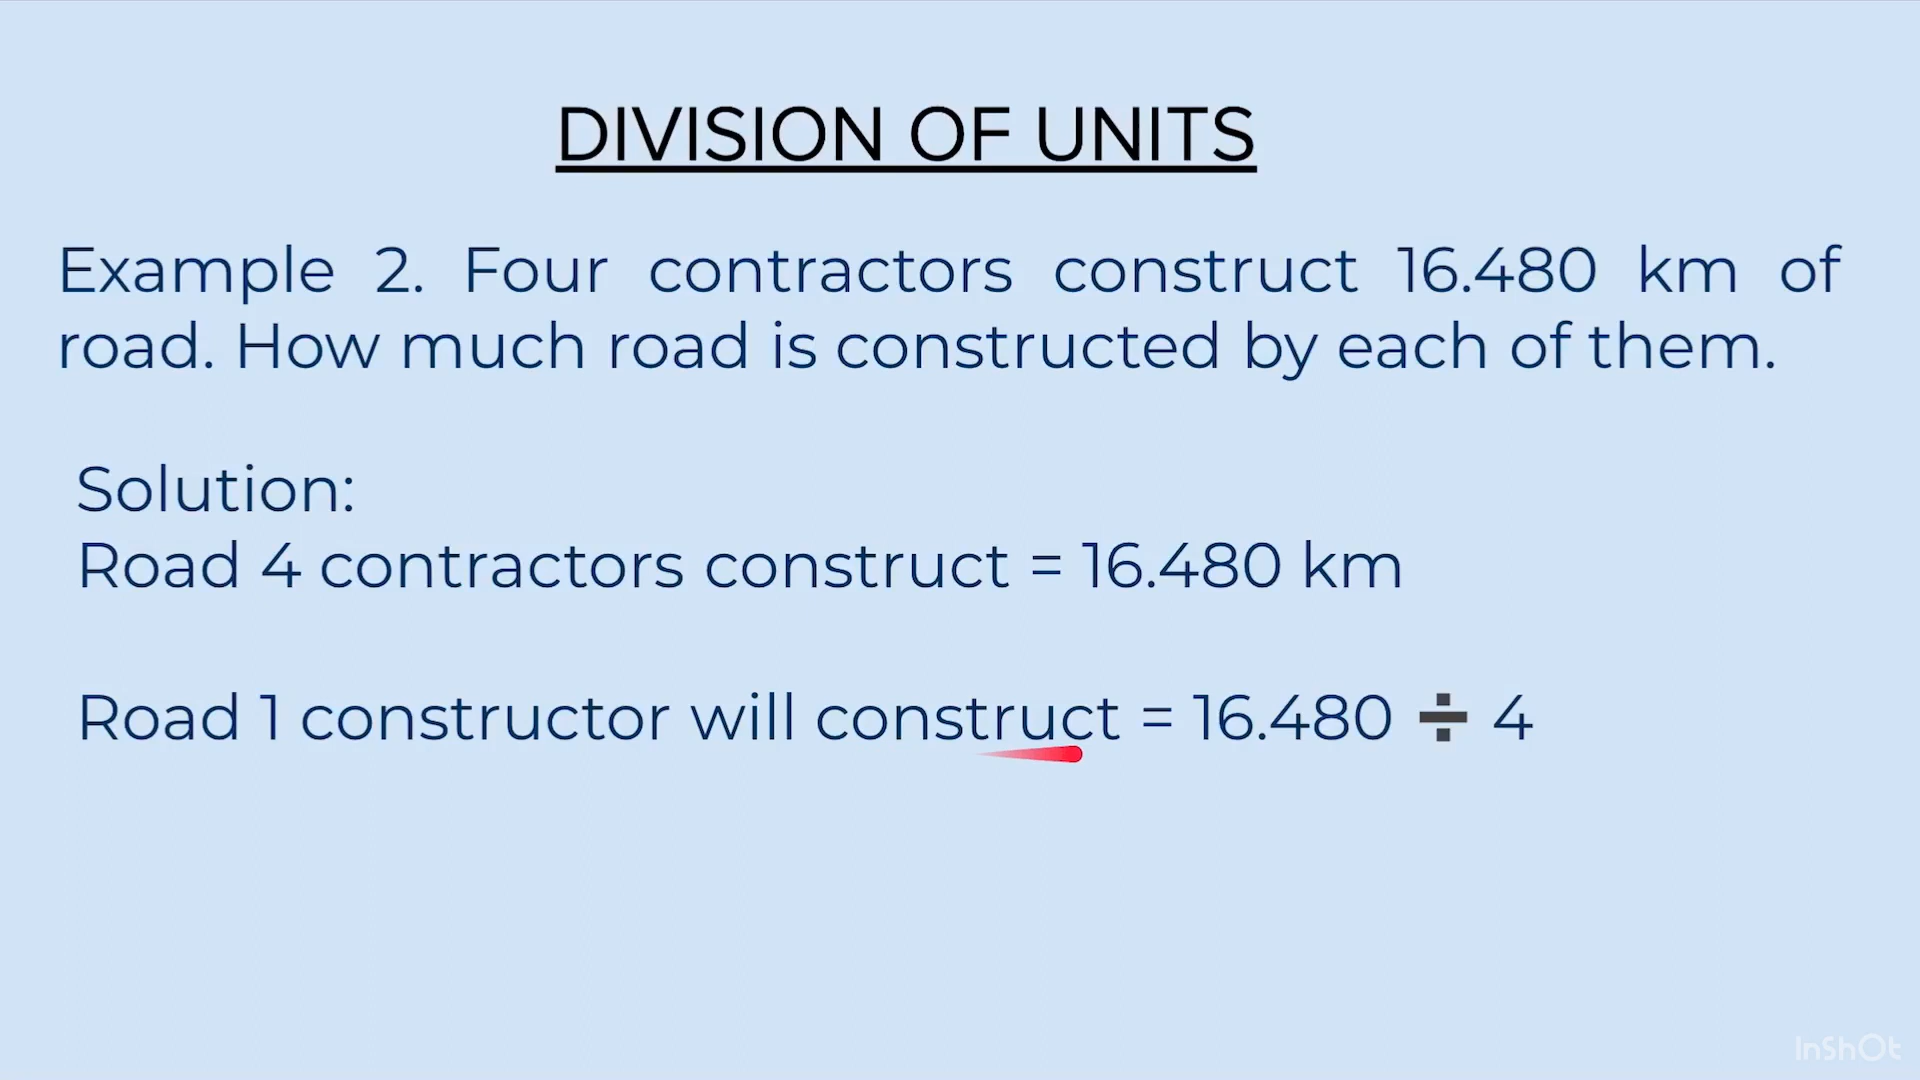 DIVISION OF UNITS
Example 2. Four contractors construct 16.480 km of
road. How much road is constructed by each of them.
Solution:
Road 4 contractors construct = 16.480 km
Road 1 constructor will construct = 16.480 ÷ 4
InShOt